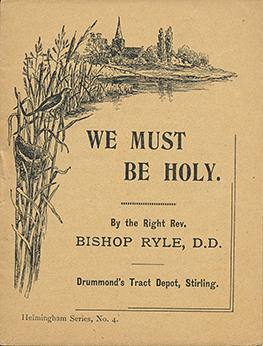 WE MUST
BE HOLY.
By the Right Rev.
BISHOP RYLE, D.D.
Drummond's Tract Depot, Stirling.
Helmingham Series, No. 4.